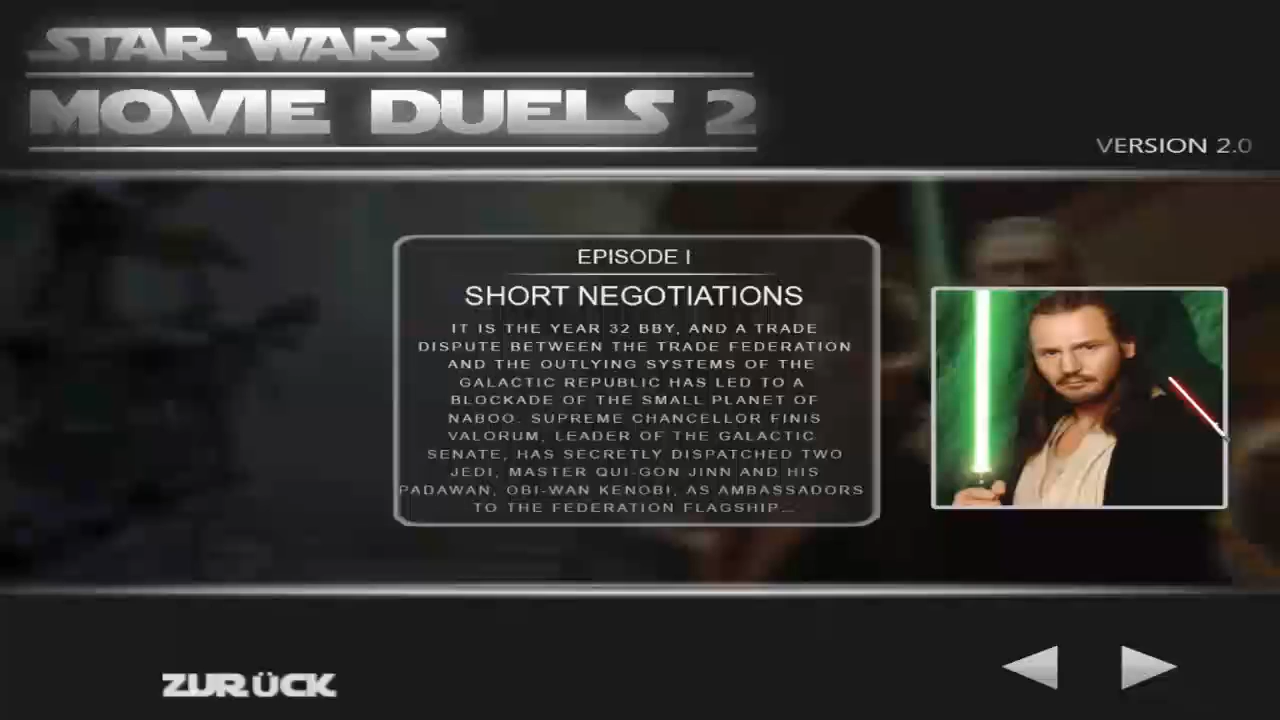 STAR WARS
MOVIE DUELS 2
VERSION 2.0
EPISODE I
SHORT NEGOTIATIONS
IT IS THE YEAR 32 BBY, AND A TRADE
DISPUTE BETWEEN THE TRADE FEDERATION
AND THE OUTLYING SYSTEMS OF THE
GALACTIC REPUBLIC HAS LED TO A
BLOCKADE OF THE SMALL PLANET OF
NABOO. SUPREME CHANCELLOR FINIS
VALORUM, LEADER OF THE GALACTIC
SENATE, HAS SECRETLY DISPATCHED TWO
JEDI, MASTER QUI-GON JINN AND HIS
PADAWAN, OBI-WAN KENOBI, AS AMBASSADORS
TO THE FEDERATION FLAGSHIP...
ZURÜCK